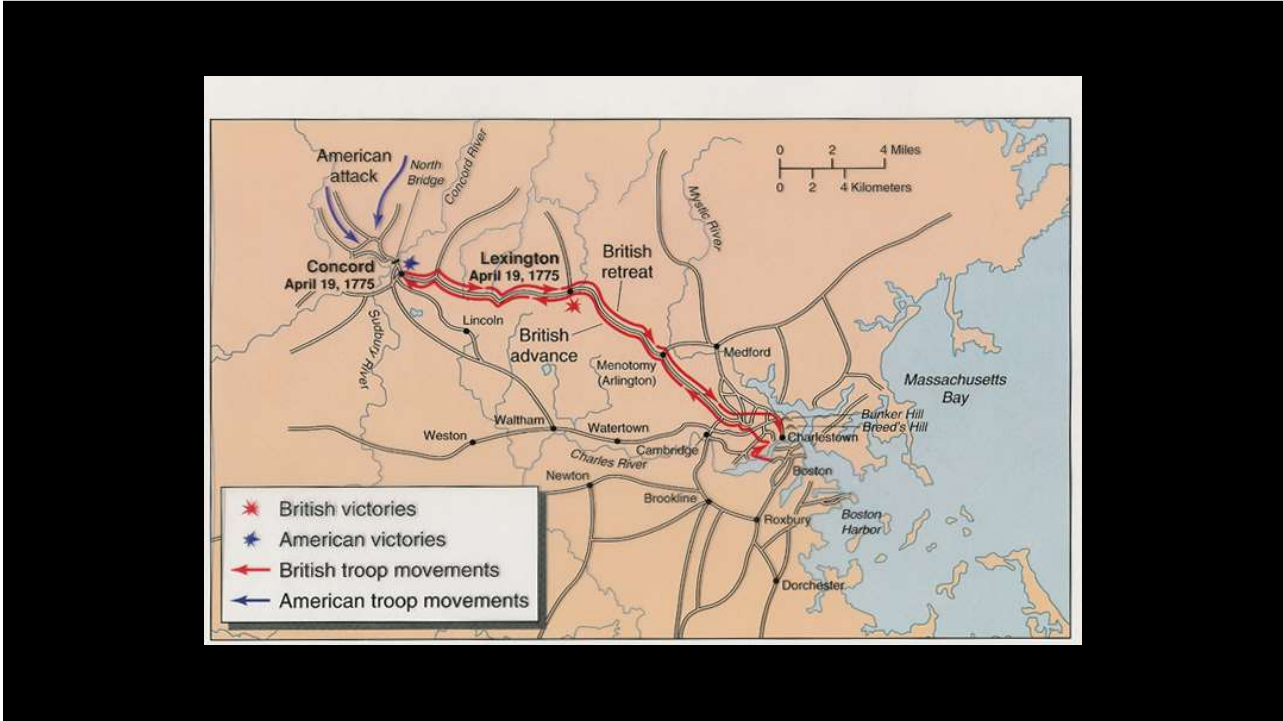 American
attack
North
Bridge
Concord River
0 2 4 Miles
0 2 4 Kilometers
Mystic River
Concord
April 19, 1775
Lexington
April 19, 1775
British
retreat
Lincoln
Sudbury River
British
advance
Menotomy
(Arlington)
Medford
Massachusetts
Bay
Bunker Hill
Breed's Hill
Charlestown
Waltham
Watertown
Weston
Cambridge
Charles River
Newton
Boston
Brookline
Roxbury
Boston
Harbor
Dorchester
British victories
American victories
British troop movements
American troop movements